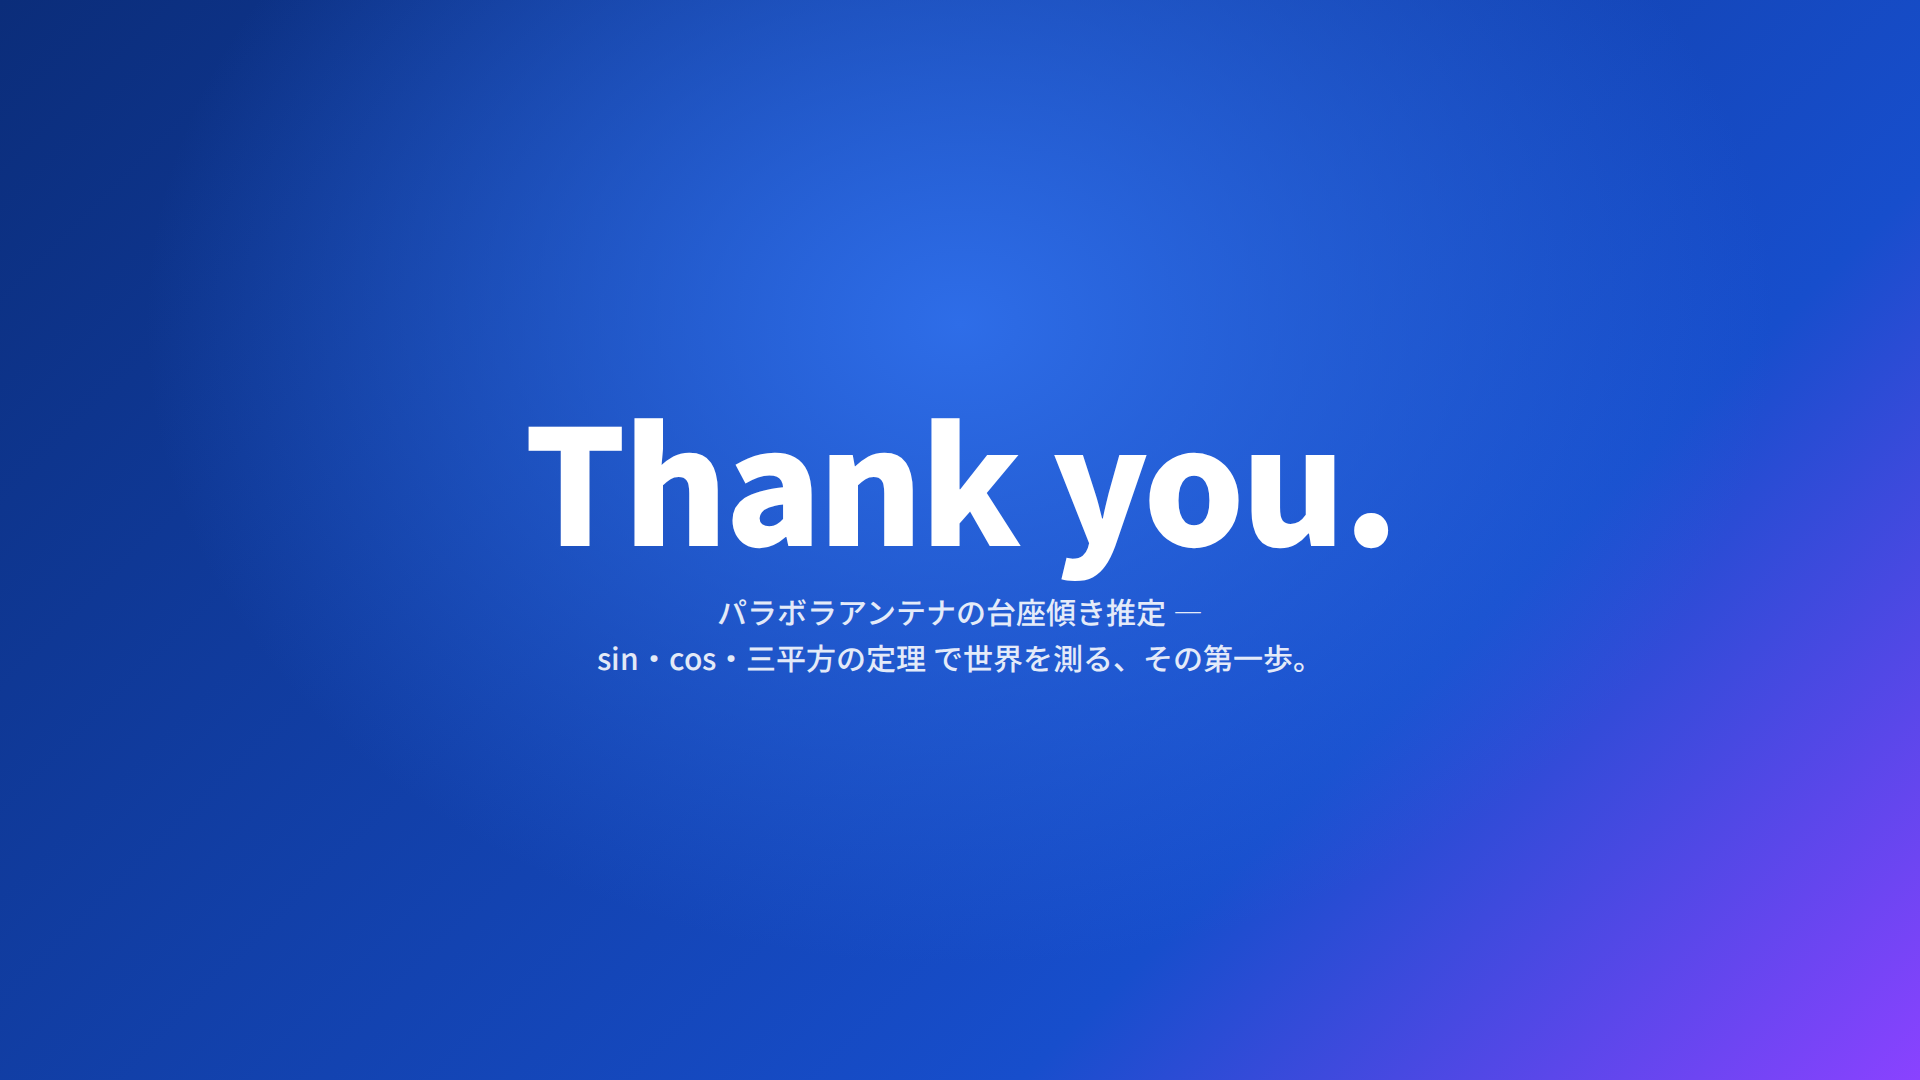 Thank you.
パラボラアンテナの台座傾き推定 —
sin・cos・三平方の定理 で世界を測る、その第一歩。